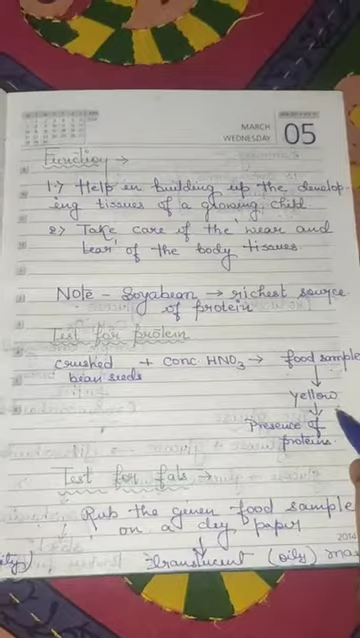 MARCH
WEDNESDAY
05
Function →
1.) Help in building up the develop-
ing tissues of a growing child.
2.) Take care of the 'wear and
tear' of the body tissues.
Note - Soyabean → richest source
of protein
Test for protein
crushed + conc HNO3 → food sample
bean seeds
↓
yellow
↓
Presence of
proteins.
Test for fats →
Rub the given food sample
on a dry paper
↓
Translucent (oily)
2014